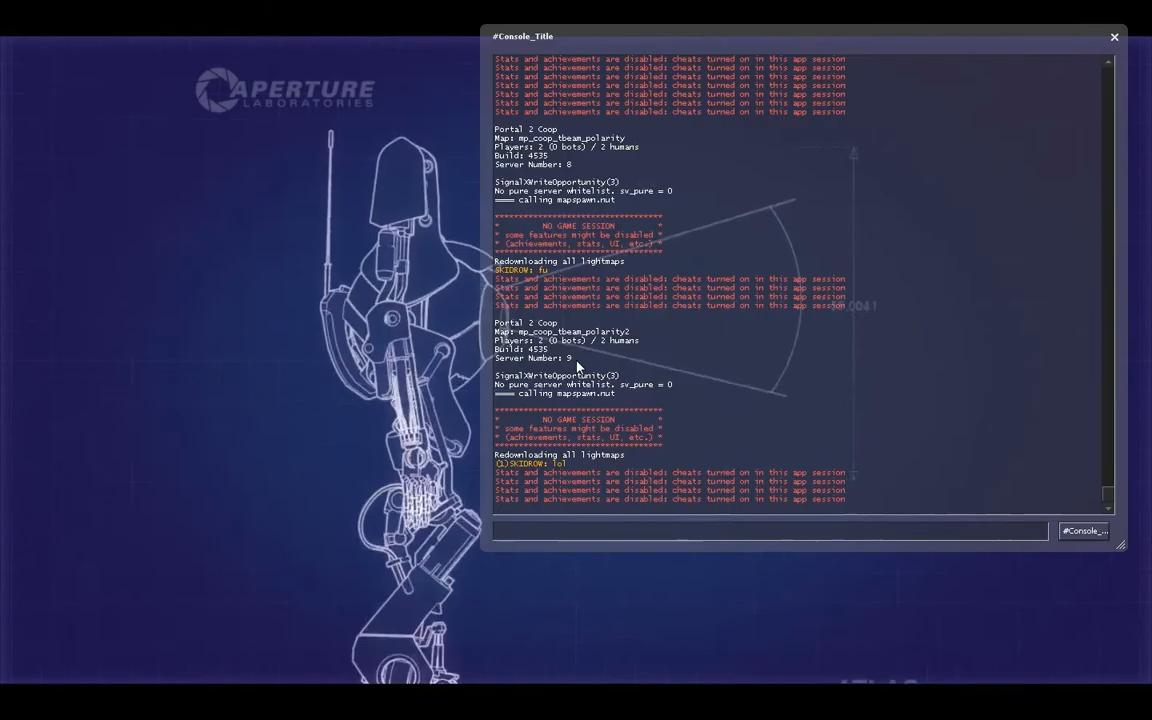 #Console_Title
APERTURE
LABORATORIES
Stats and achievements are disabled: cheats turned on in this app session
Stats and achievements are disabled: cheats turned on in this app session
Stats and achievements are disabled: cheats turned on in this app session
Stats and achievements are disabled: cheats turned on in this app session
Stats and achievements are disabled: cheats turned on in this app session
Stats and achievements are disabled: cheats turned on in this app session
Stats and achievements are disabled: cheats turned on in this app session
Portal 2 Coop
Map: mp_coop_tbeam_polarity
Players: 2 (0 bots) / 2 humans
Build: 4535
Server Number: 8
SignalXWriteOpportunity(3)
No pure server whitelist. sv_pure = 0
==== calling mapspawn.nut
************************************
* NO GAME SESSION *
* some features might be disabled *
* (achievements, stats, UI, etc.) *
************************************
Redownloading all lightmaps
SKIDROW: fu
Stats and achievements are disabled: cheats turned on in this app session
Stats and achievements are disabled: cheats turned on in this app session
Stats and achievements are disabled: cheats turned on in this app session
Stats and achievements are disabled: cheats turned on in this app session
Portal 2 Coop
Map: mp_coop_tbeam_polarity2
Players: 2 (0 bots) / 2 humans
Build: 4535
Server Number: 9
SignalXWriteOpportunity(3)
No pure server whitelist. sv_pure = 0
==== calling mapspawn.nut
************************************
* NO GAME SESSION *
* some features might be disabled *
* (achievements, stats, UI, etc.) *
************************************
Redownloading all lightmaps
(1)SKIDROW: lol
Stats and achievements are disabled: cheats turned on in this app session
Stats and achievements are disabled: cheats turned on in this app session
Stats and achievements are disabled: cheats turned on in this app session
Stats and achievements are disabled: cheats turned on in this app session
#Console_...